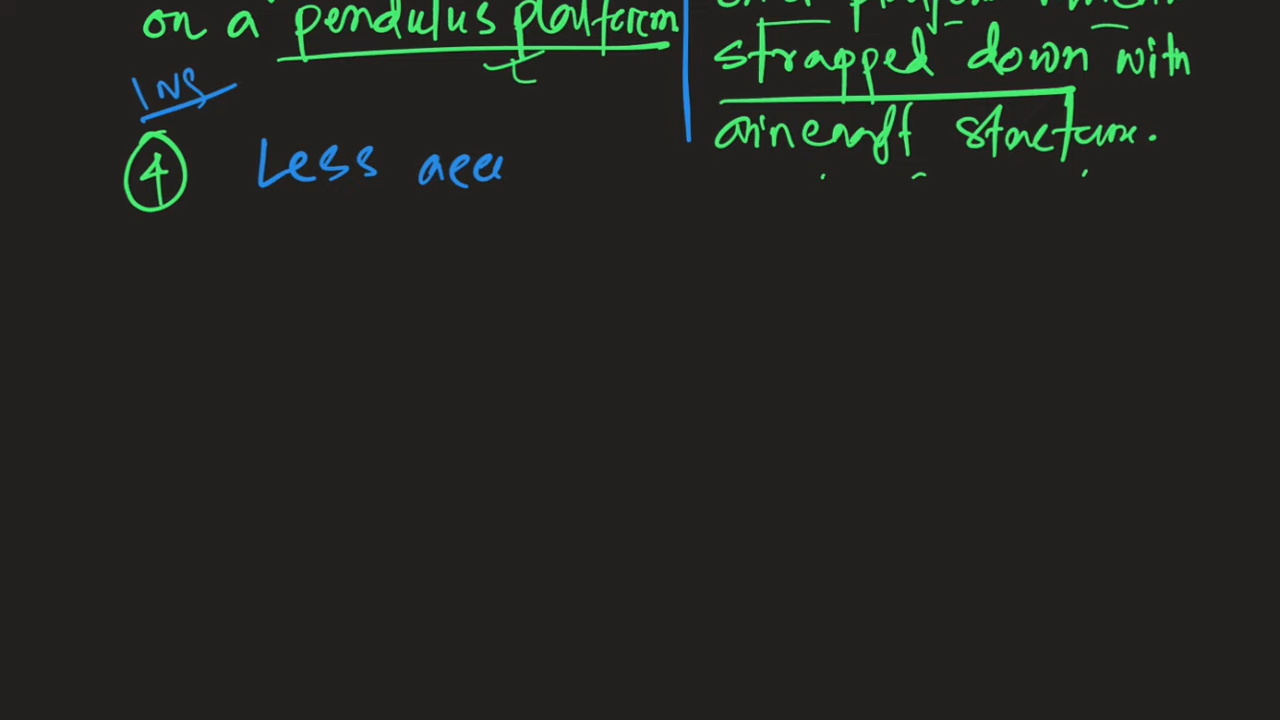 on a pendulus platform
INS
4 Less acc
strapped down with
aircraft structure.